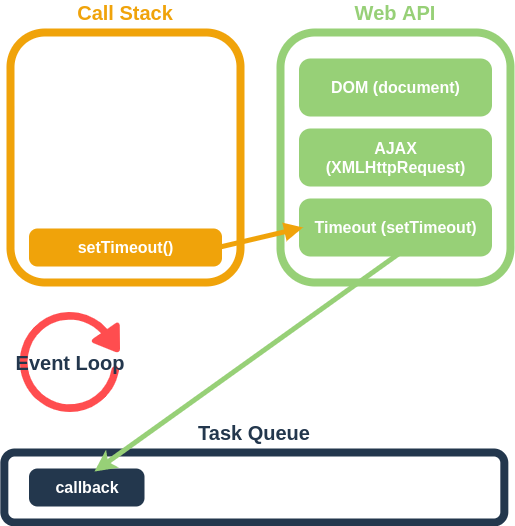 Call Stack
Web API
DOM (document)
AJAX
(XMLHttpRequest)
Timeout (setTimeout)
setTimeout()
Event Loop
Task Queue
callback